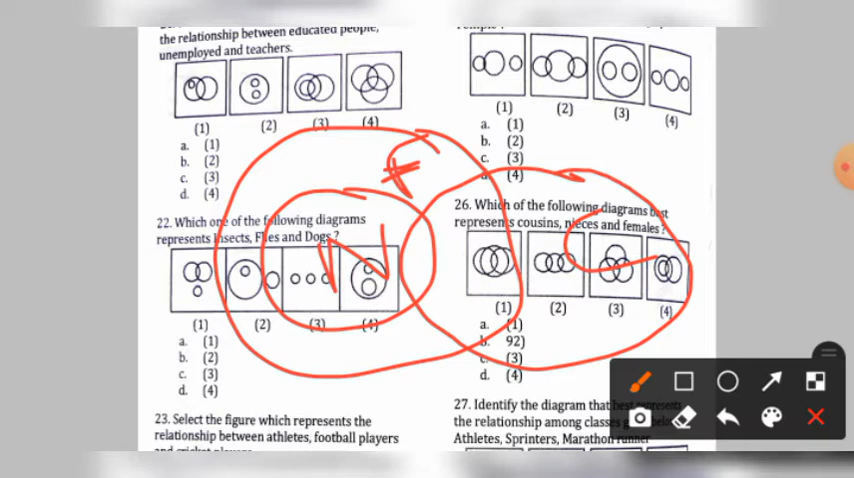 the relationship between educated people,
unemployed and teachers.
(1) (2) (3) (4)
a. (1)
b. (2)
c. (3)
d. (4)
22. Which one of the following diagrams
represents Insects, Flies and Dogs ?
(1) (2) (3) (4)
a. (1)
b. (2)
c. (3)
d. (4)
23. Select the figure which represents the
relationship between athletes, football players
(1) (2) (3) (4)
a. (1)
b. (2)
c. (3)
d. (4)
26. Which of the following diagrams best
represents cousins, nieces and females ?
(1) (2) (3) (4)
a. (1)
b. 92)
c. (3)
d. (4)
27. Identify the diagram that best represents
the relationship among classes
Athletes, Sprinters, Marathon runner
F
N
C